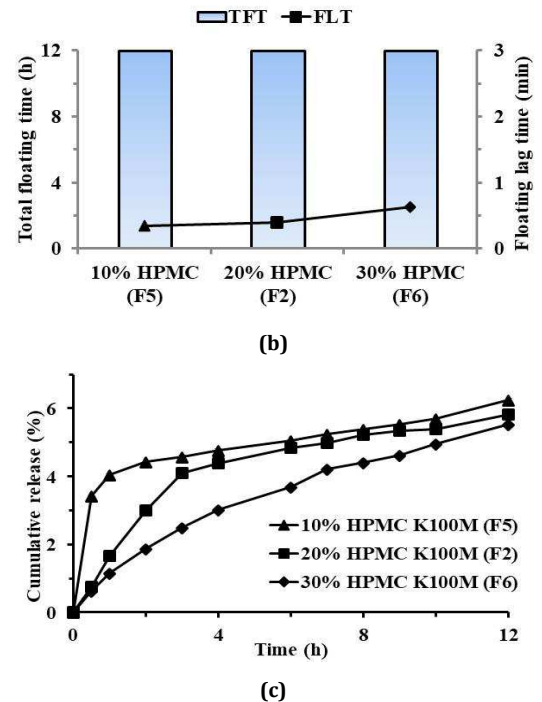 TFT FLT
Total floating time (h)
12
8
4
0
3
2
1
0
Floating lag time (min)
10% HPMC 20% HPMC 30% HPMC
(F5) (F2) (F6)
(b)
Cumulative release (%)
6
4
2
0
10% HPMC K100M (F5)
20% HPMC K100M (F2)
30% HPMC K100M (F6)
0 4 8 12
Time (h)
(c)